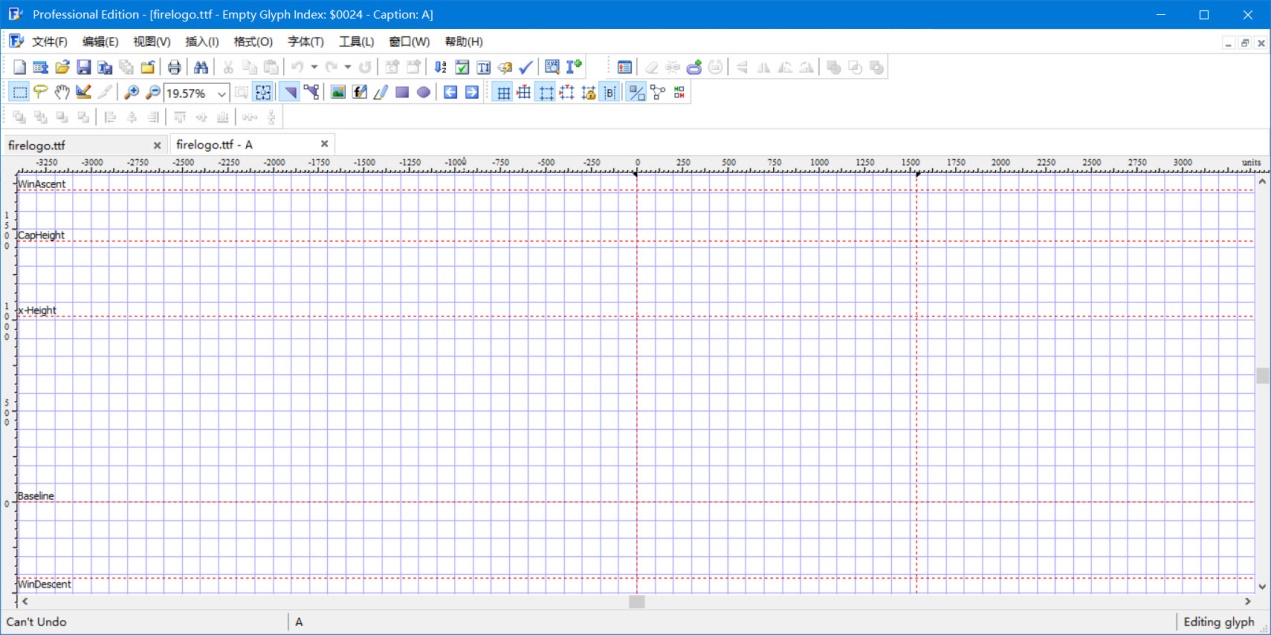 Professional Edition - [firelogo.ttf - Empty Glyph Index: $0024 - Caption: A]
文件(F) 编辑(E) 视图(V) 插入(I) 格式(O) 字体(T) 工具(L) 窗口(W) 帮助(H)
19.57%
firelogo.ttf
firelogo.ttf - A
-3250 -3000 -2750 -2500 -2250 -2000 -1750 -1500 -1250 -1000 -750 -500 -250 0 250 500 750 1000 1250 1500 1750 2000 2250 2500 2750 3000 units
WinAscent
1500
CapHeight
x-Height
1000
500
Baseline
0
WinDescent
Can't Undo
A
Editing glyph